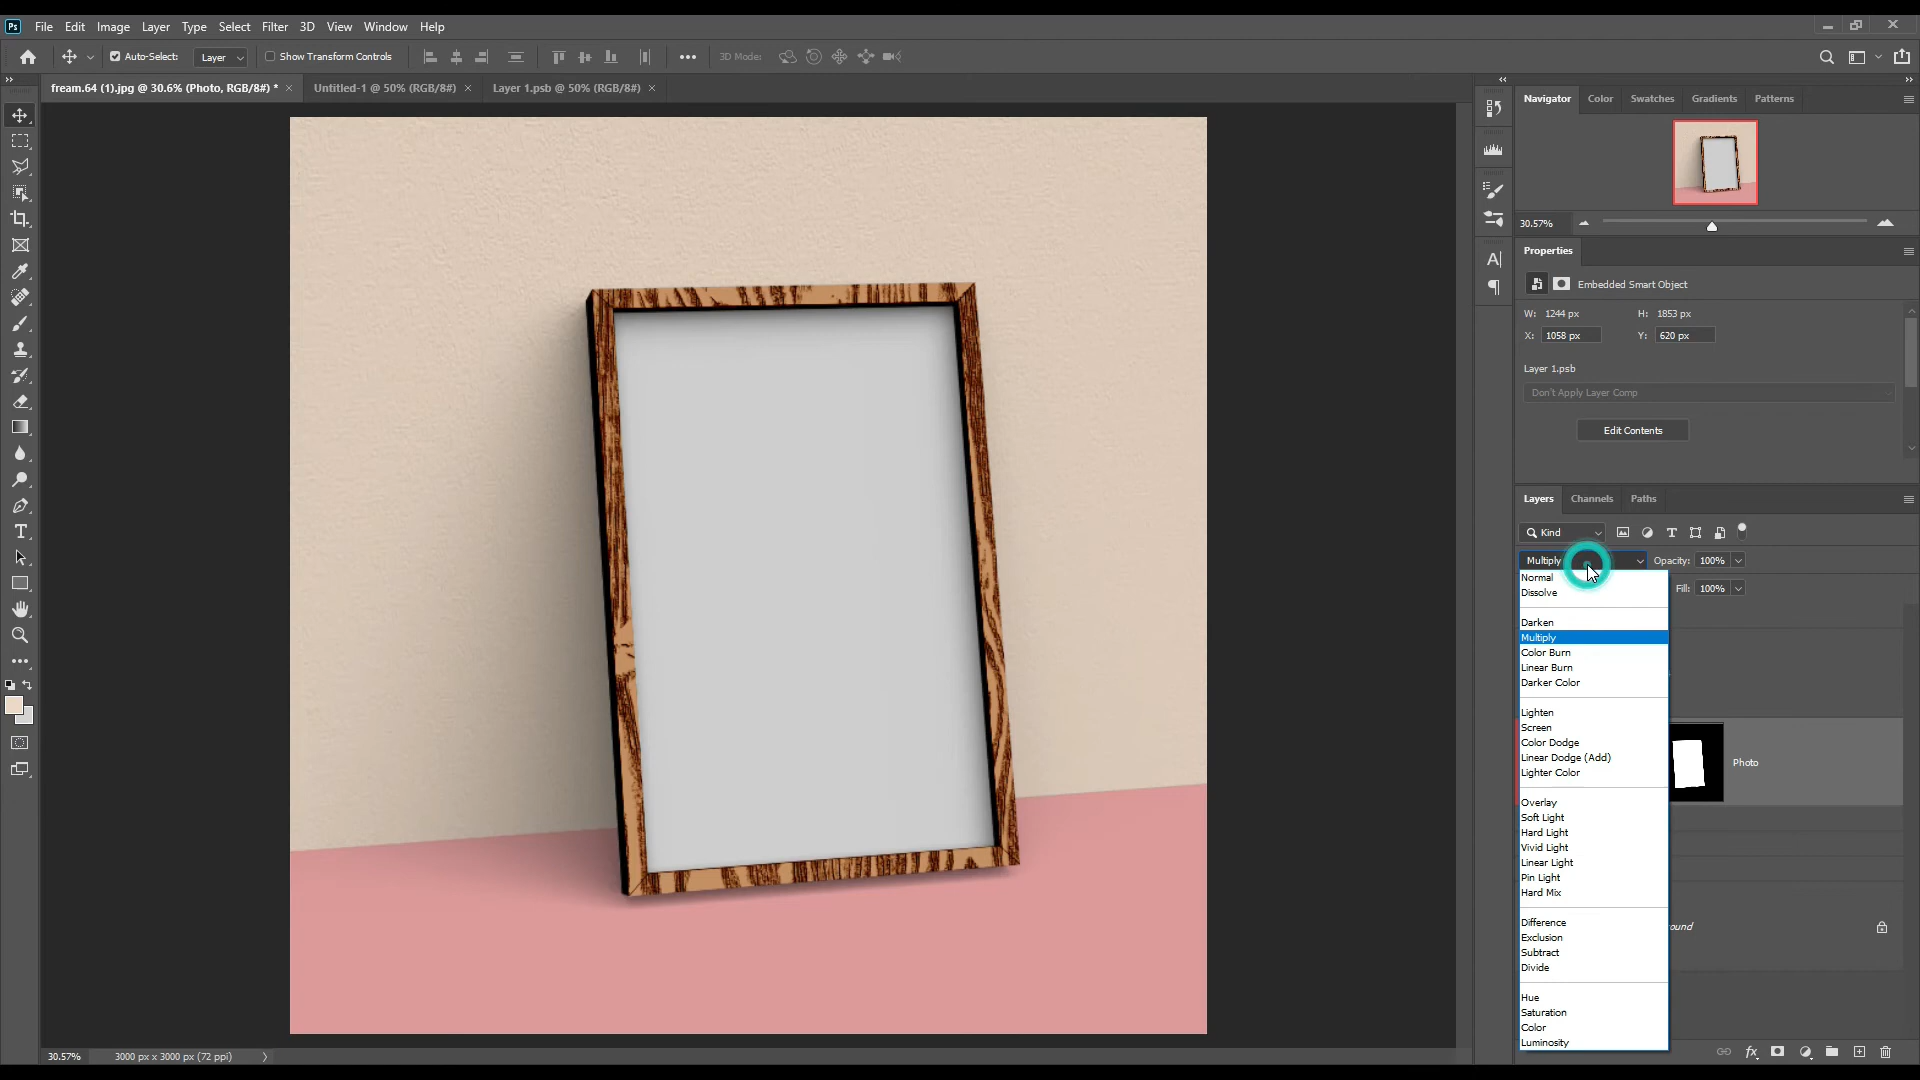 Ps File Edit Image Layer Type Select Filter 3D View Window Help
Auto-Select: Layer Show Transform Controls 3D Mode:
fream.64 (1).jpg @ 30.6% (Photo, RGB/8#) * Untitled-1 @ 50% (RGB/8#) Layer 1.psb @ 50% (RGB/8#)
Navigator Color Swatches Gradients Patterns
30.57%
Properties
Embedded Smart Object
W: 1244 px H: 1853 px
X: 1058 px Y: 620 px
Layer 1.psb
Don't Apply Layer Comp
Edit Contents
Layers Channels Paths
Kind
Multiply Opacity: 100%
Fill: 100%
Normal
Dissolve
Darken
Multiply
Color Burn
Linear Burn
Darker Color
Lighten
Screen
Color Dodge
Linear Dodge (Add)
Lighter Color
Overlay
Soft Light
Hard Light
Vivid Light
Linear Light
Pin Light
Hard Mix
Difference
Exclusion
Subtract
Divide
Hue
Saturation
Color
Luminosity
Photo
ound
fx
30.57% 3000 px x 3000 px (72 ppi)